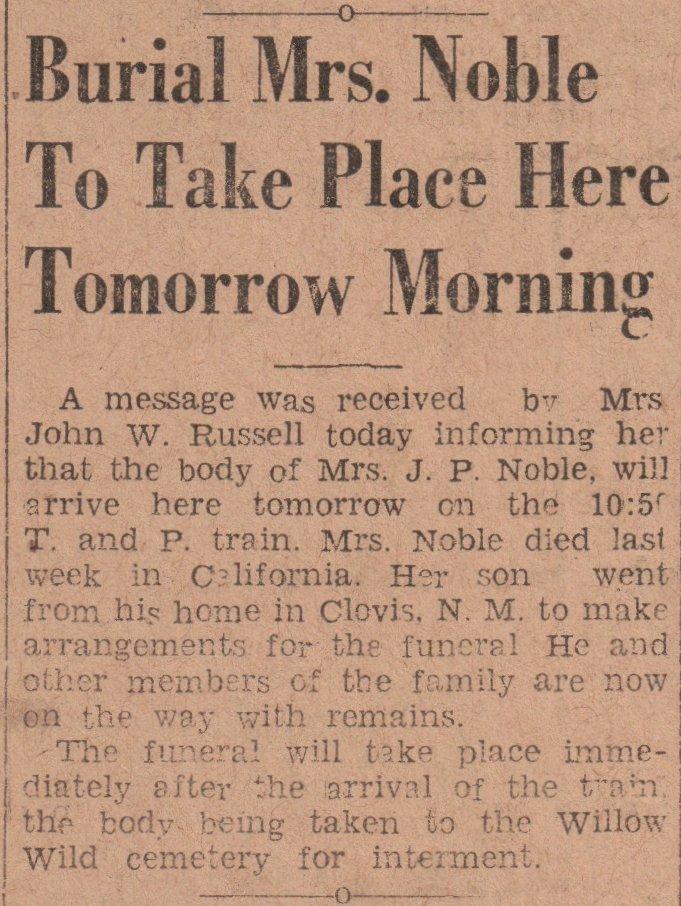 Burial Mrs. Noble
To Take Place Here
Tomorrow Morning
A message was received by Mrs
John W. Russell today informing her
that the body of Mrs. J. P. Noble, will
arrive here tomorrow on the
T. and P. train. Mrs. Noble died last
week in California. Her son went
from his home in Clovis, N. M. to make
arrangements for the funeral He and
other members of the family are now
on the way with remains.
The funeral will take place imme-
diately after the arrival of the train,
the body being taken to the Willow
Wild cemetery for interment.